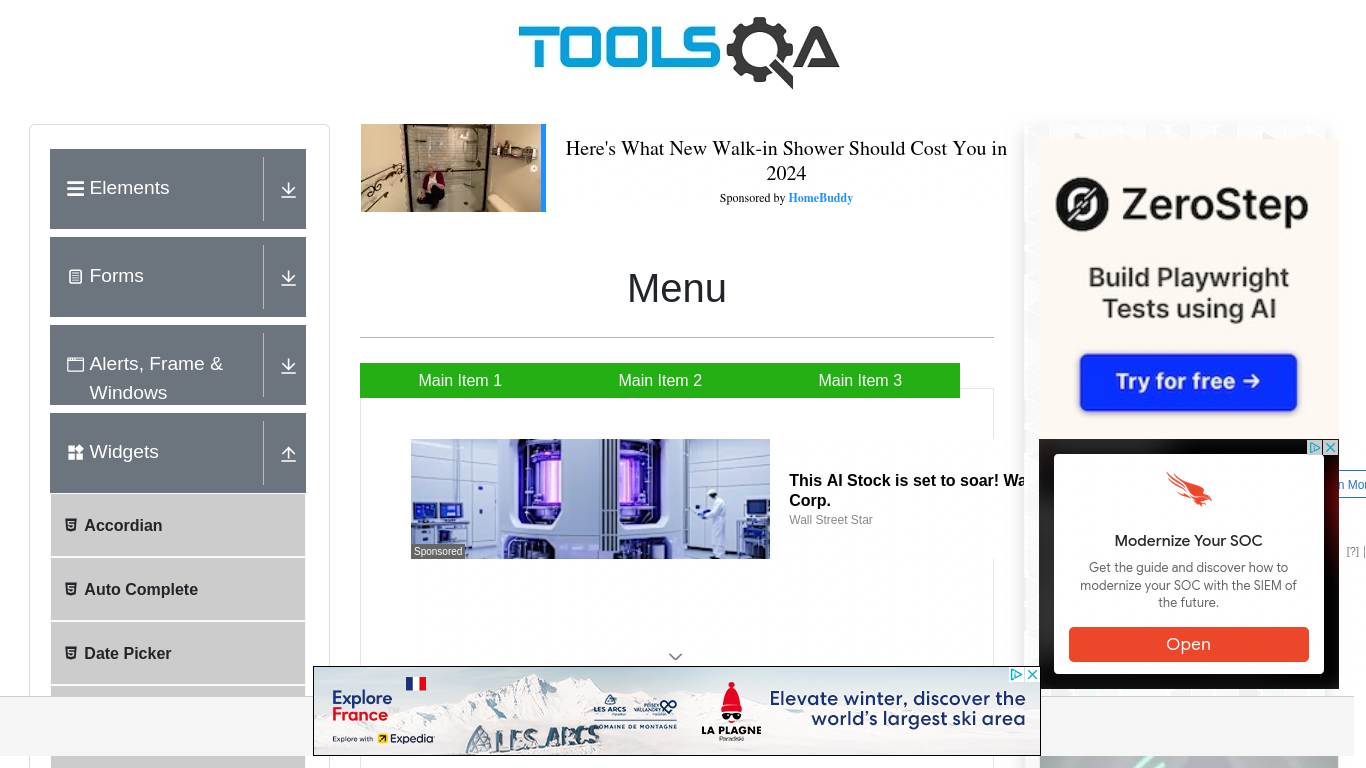 TOOLSQA
Elements
Forms
Alerts, Frame &
Windows
Widgets
Accordian
Auto Complete
Date Picker
Here's What New Walk-in Shower Should Cost You in
2024
Sponsored by HomeBuddy
Menu
Main Item 1
Main Item 2
Main Item 3
This AI Stock is set to soar! Wa
Corp.
Wall Street Star
Sponsored
ZeroStep
Build Playwright
Tests using AI
Try for free →
Modernize Your SOC
Get the guide and discover how to
modernize your SOC with the SIEM of
the future.
Open
n Mor
[?]
Explore
France
Explore with Expedia
LES ARCS
LES ARCS
PEISEY
VALLANDRY
DOMAINE DE MONTAGNE
LA PLAGNE
Paradiski
Elevate winter, discover the
world's largest ski area